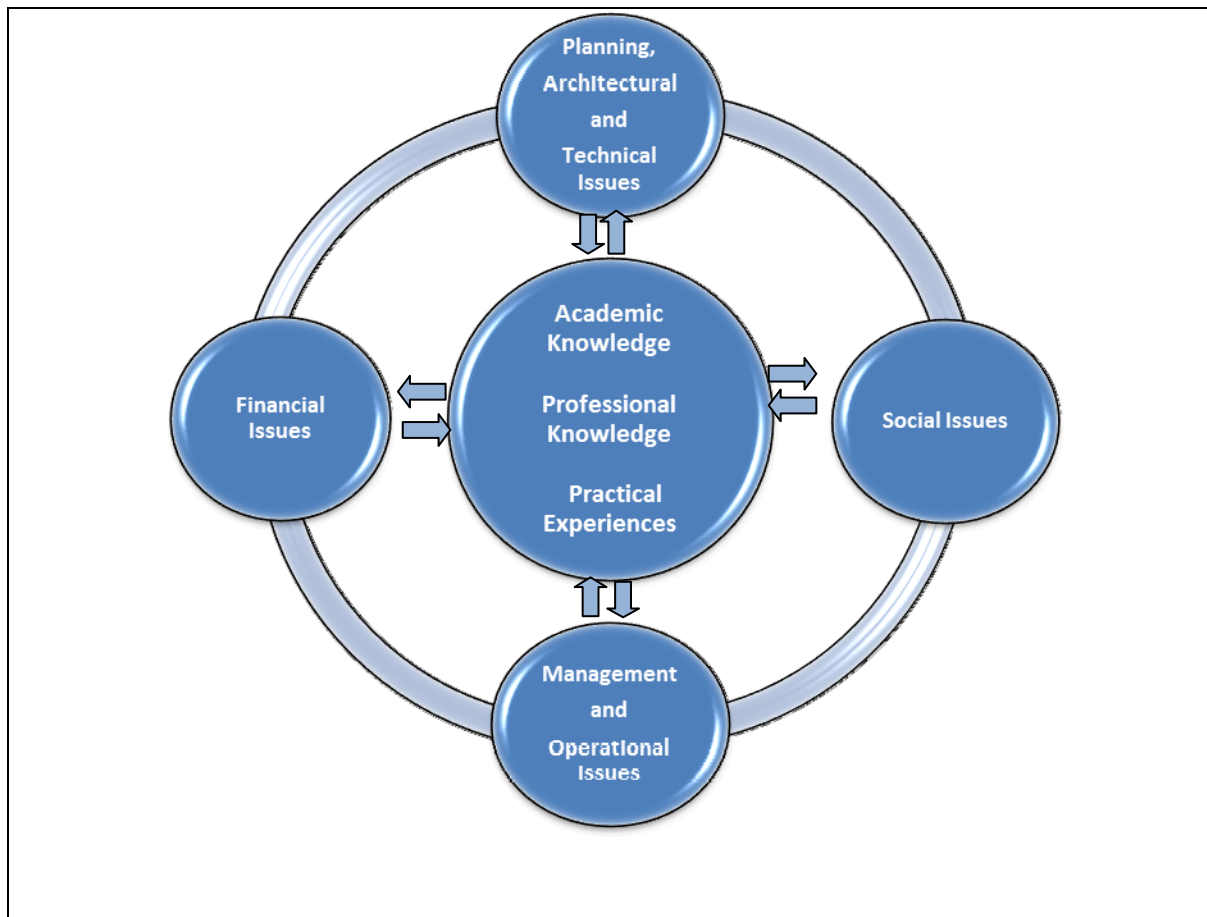 Planning,
Architectural
and
Technical
Issues
Academic
Knowledge
Professional
Knowledge
Practical
Experiences
Financial
Issues
Social Issues
Management
and
Operational
Issues